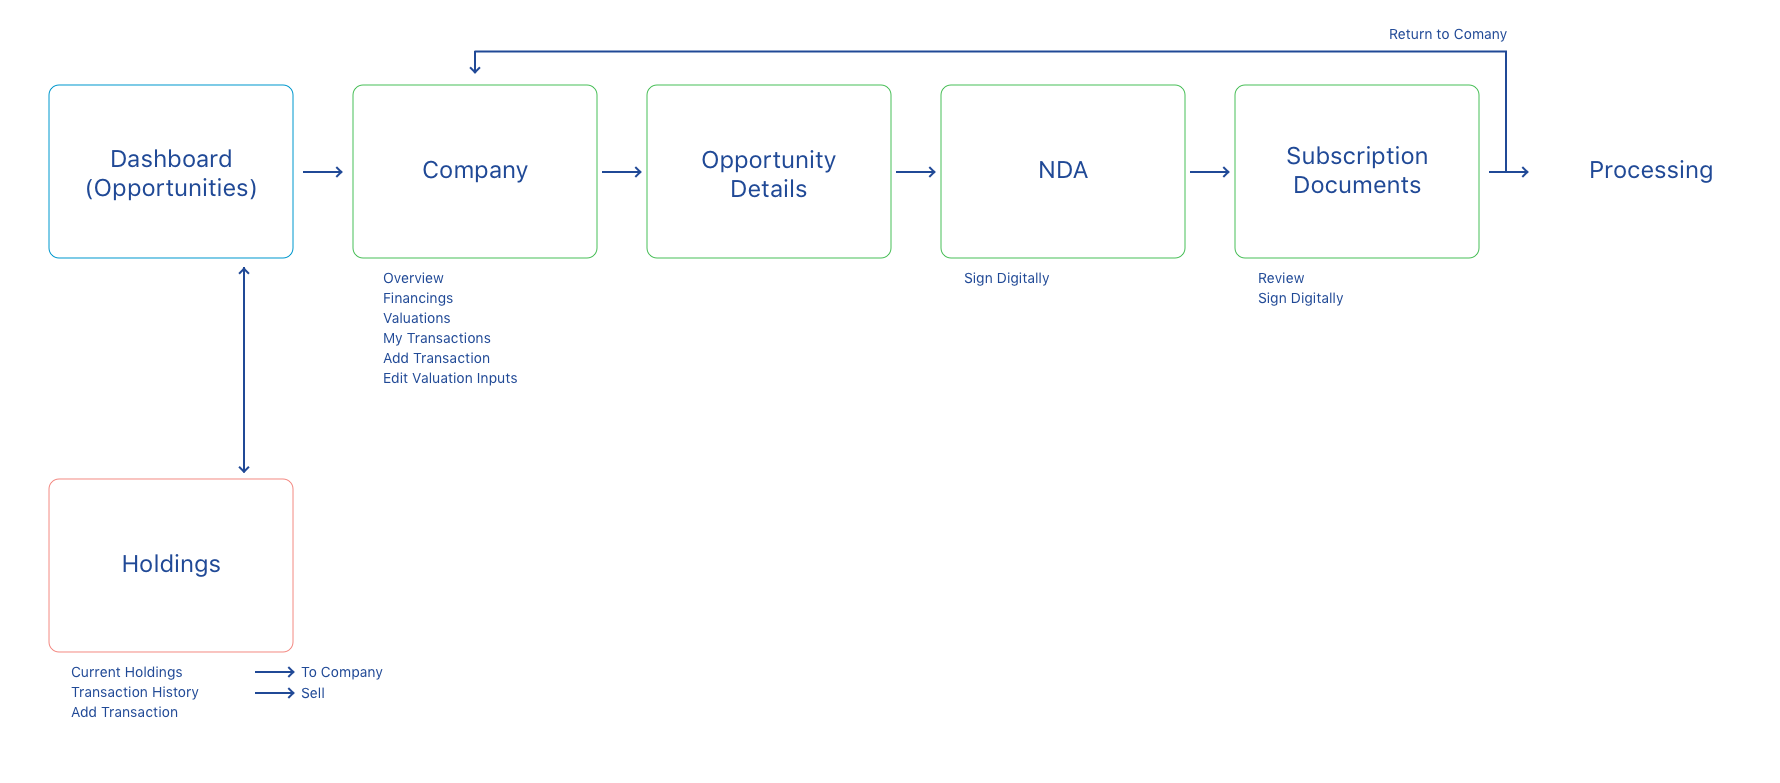 Return to Comany
Dashboard
(Opportunities)
Company
Opportunity
Details
NDA
Subscription
Documents
Processing
Overview
Financings
Valuations
My Transactions
Add Transaction
Edit Valuation Inputs
Sign Digitally
Review
Sign Digitally
Holdings
Current Holdings
To Company
Transaction History
Sell
Add Transaction